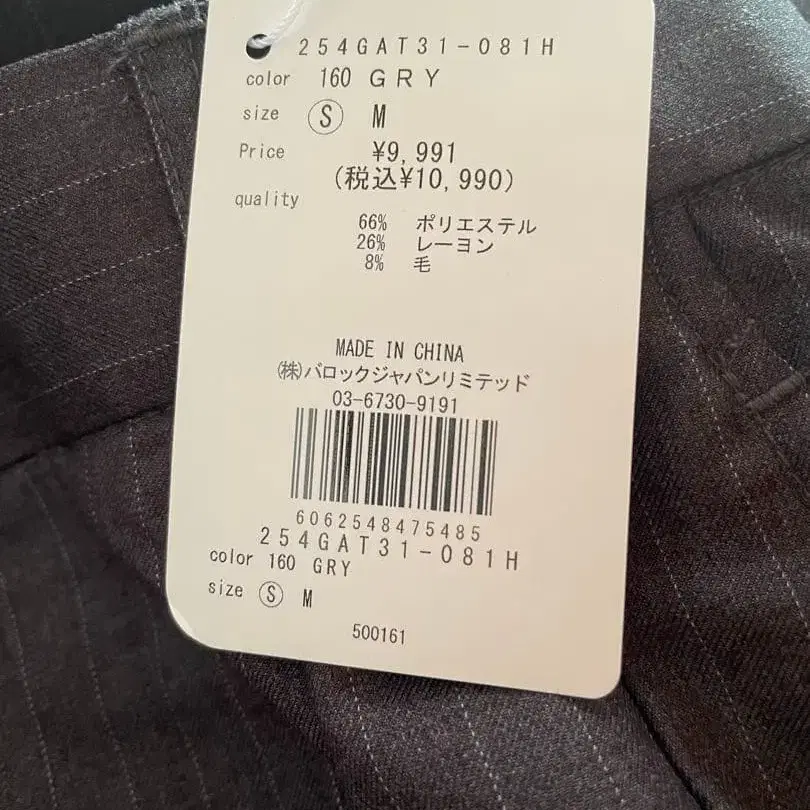 254GAT31-081H
color 160 GRY
size Ⓢ M
Price ¥9,991
(税込¥10,990)
quality
66% ポリエステル
26% レーヨン
8% 毛
MADE IN CHINA
㈱バロックジャパンリミテッド
03-6730-9191
6062548475485
254GAT31-081H
color 160 GRY
size Ⓢ M
500161